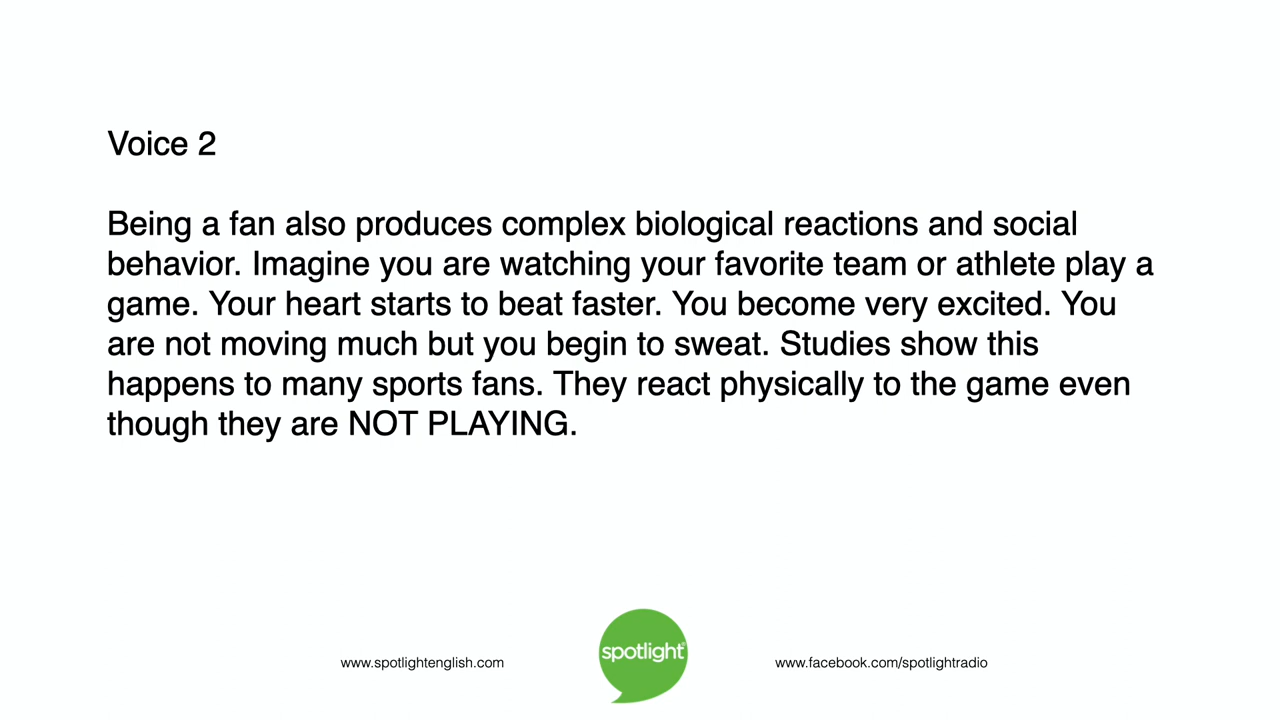 Voice 2
Being a fan also produces complex biological reactions and social
behavior. Imagine you are watching your favorite team or athlete play a
game. Your heart starts to beat faster. You become very excited. You
are not moving much but you begin to sweat. Studies show this
happens to many sports fans. They react physically to the game even
though they are NOT PLAYING.
www.spotlightenglish.com
spotlight®
www.facebook.com/spotlightradio